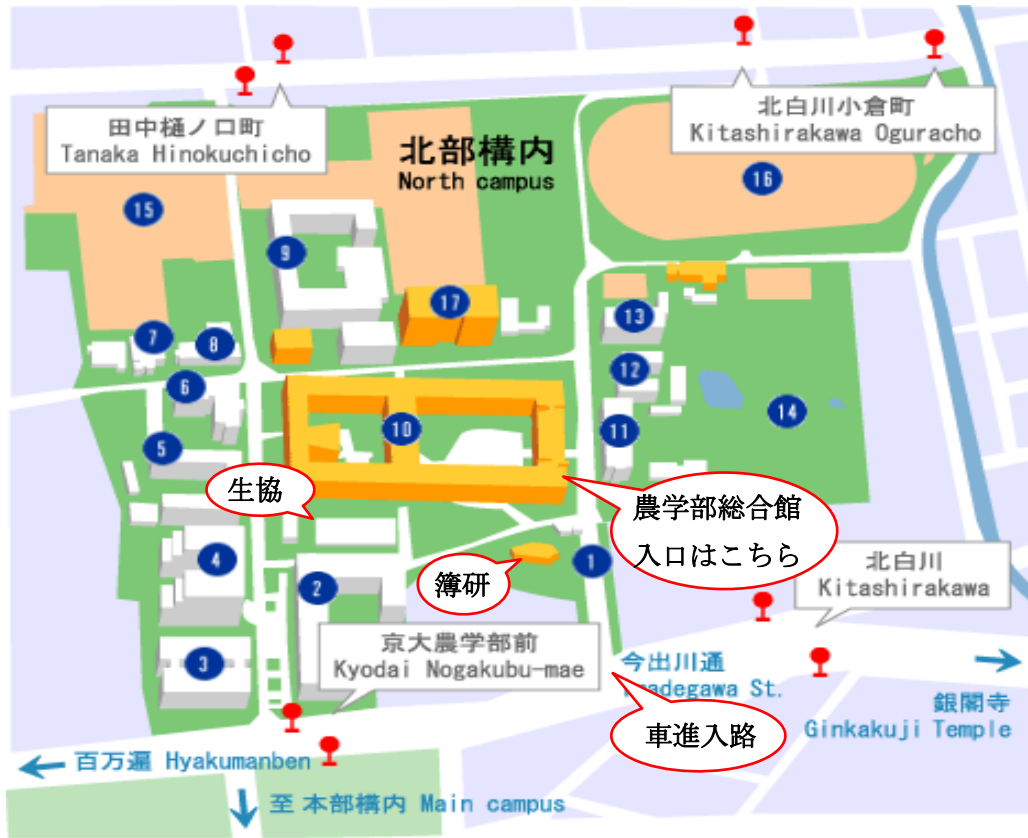 田中樋ノ口町
Tanaka Hinokuchicho
北部構内
North campus
北白川小倉町
Kitashirakawa Oguracho
15
16
9
17
13
7
8
12
6
14
11
10
5
生協
農学部総合館
入口はこちら
4
1
2
簿研
北白川
Kitashirakawa
3
京大農学部前
Kyodai Nogakubu-mae
今出川通
madegawa St.
車進入路
銀閣寺
Ginkakuji Temple
百万遍 Hyakumanben
至 本部構内 Main campus